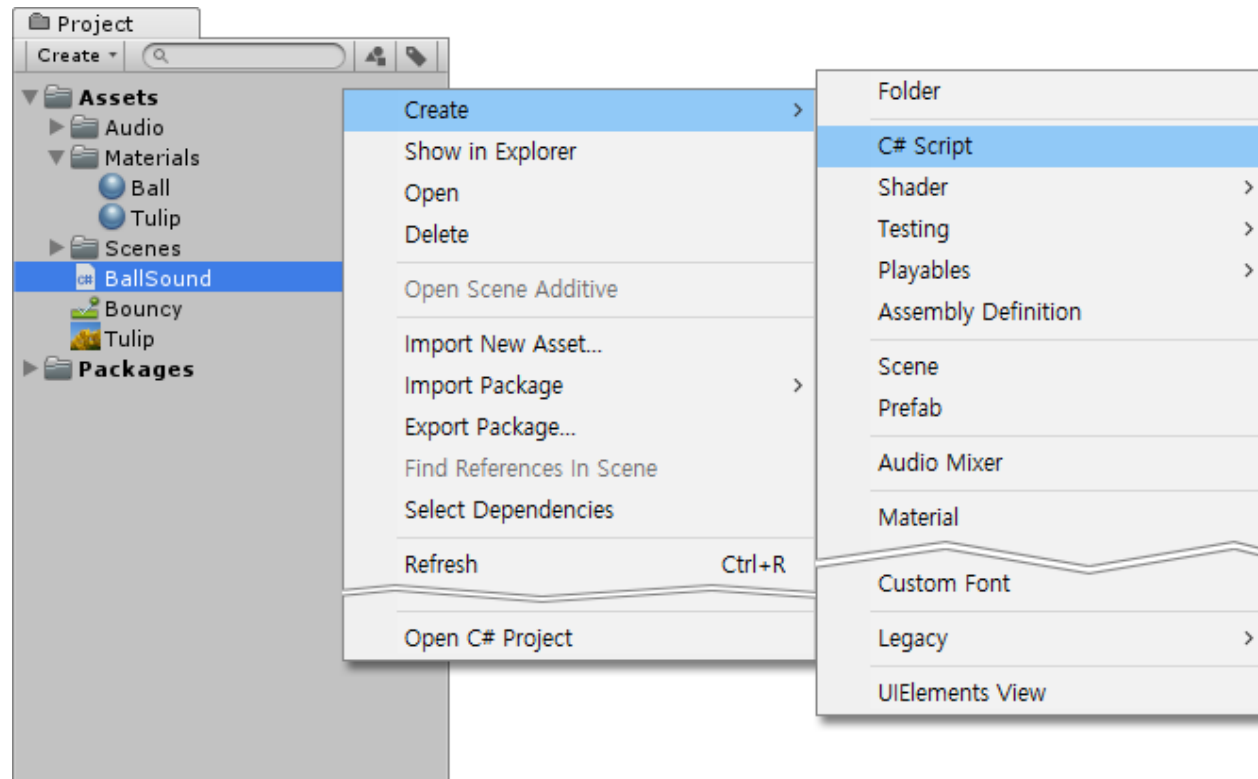 Project
Create
Assets
Audio
Materials
Ball
Tulip
Scenes
C#
BallSound
Bouncy
Tulip
Packages
Create
Show in Explorer
Open
Delete
Open Scene Additive
Import New Asset...
Import Package
Export Package...
Find References In Scene
Select Dependencies
Refresh Ctrl+R
Open C# Project
Folder
C# Script
Shader
Testing
Playables
Assembly Definition
Scene
Prefab
Audio Mixer
Material
Custom Font
Legacy
UIElements View